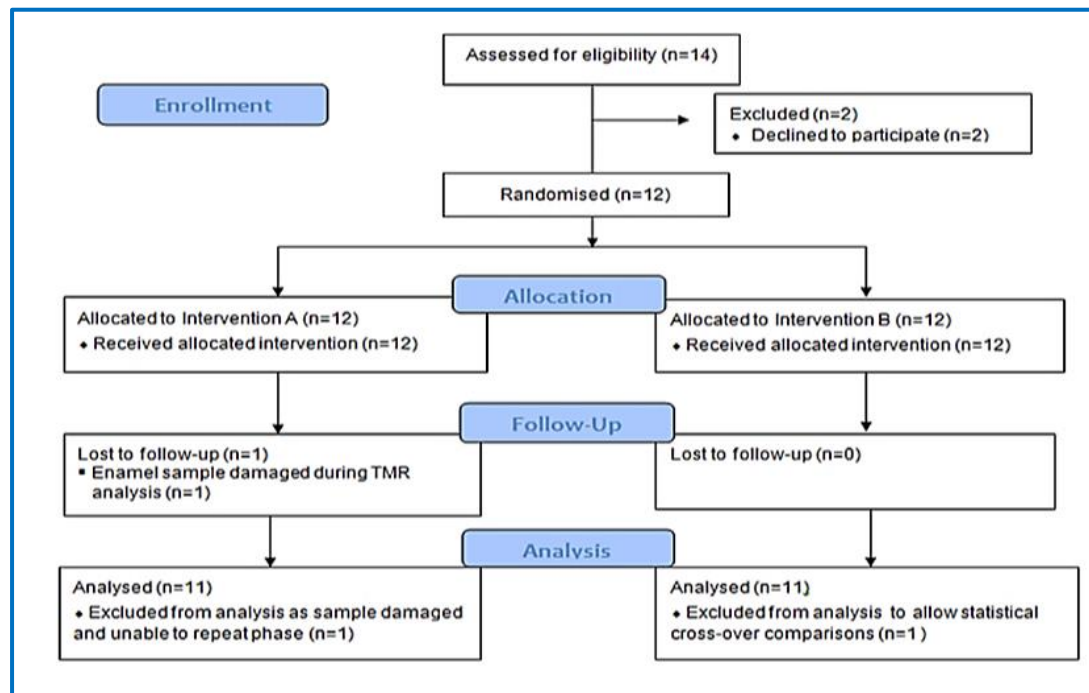 Assessed for eligibility (n=14)
Enrollment
Excluded (n=2)
⬥ Declined to participate (n=2)
Randomised (n=12)
Allocation
Allocated to Intervention A (n=12)
⬥ Received allocated intervention (n=12)
Allocated to Intervention B (n=12)
⬥ Received allocated intervention (n=12)
Follow-Up
Lost to follow-up (n=1)
▪ Enamel sample damaged during TMR
analysis (n=1)
Lost to follow-up (n=0)
Analysis
Analysed (n=11)
⬥ Excluded from analysis as sample damaged
and unable to repeat phase (n=1)
Analysed (n=11)
⬥ Excluded from analysis to allow statistical
cross-over comparisons (n=1)